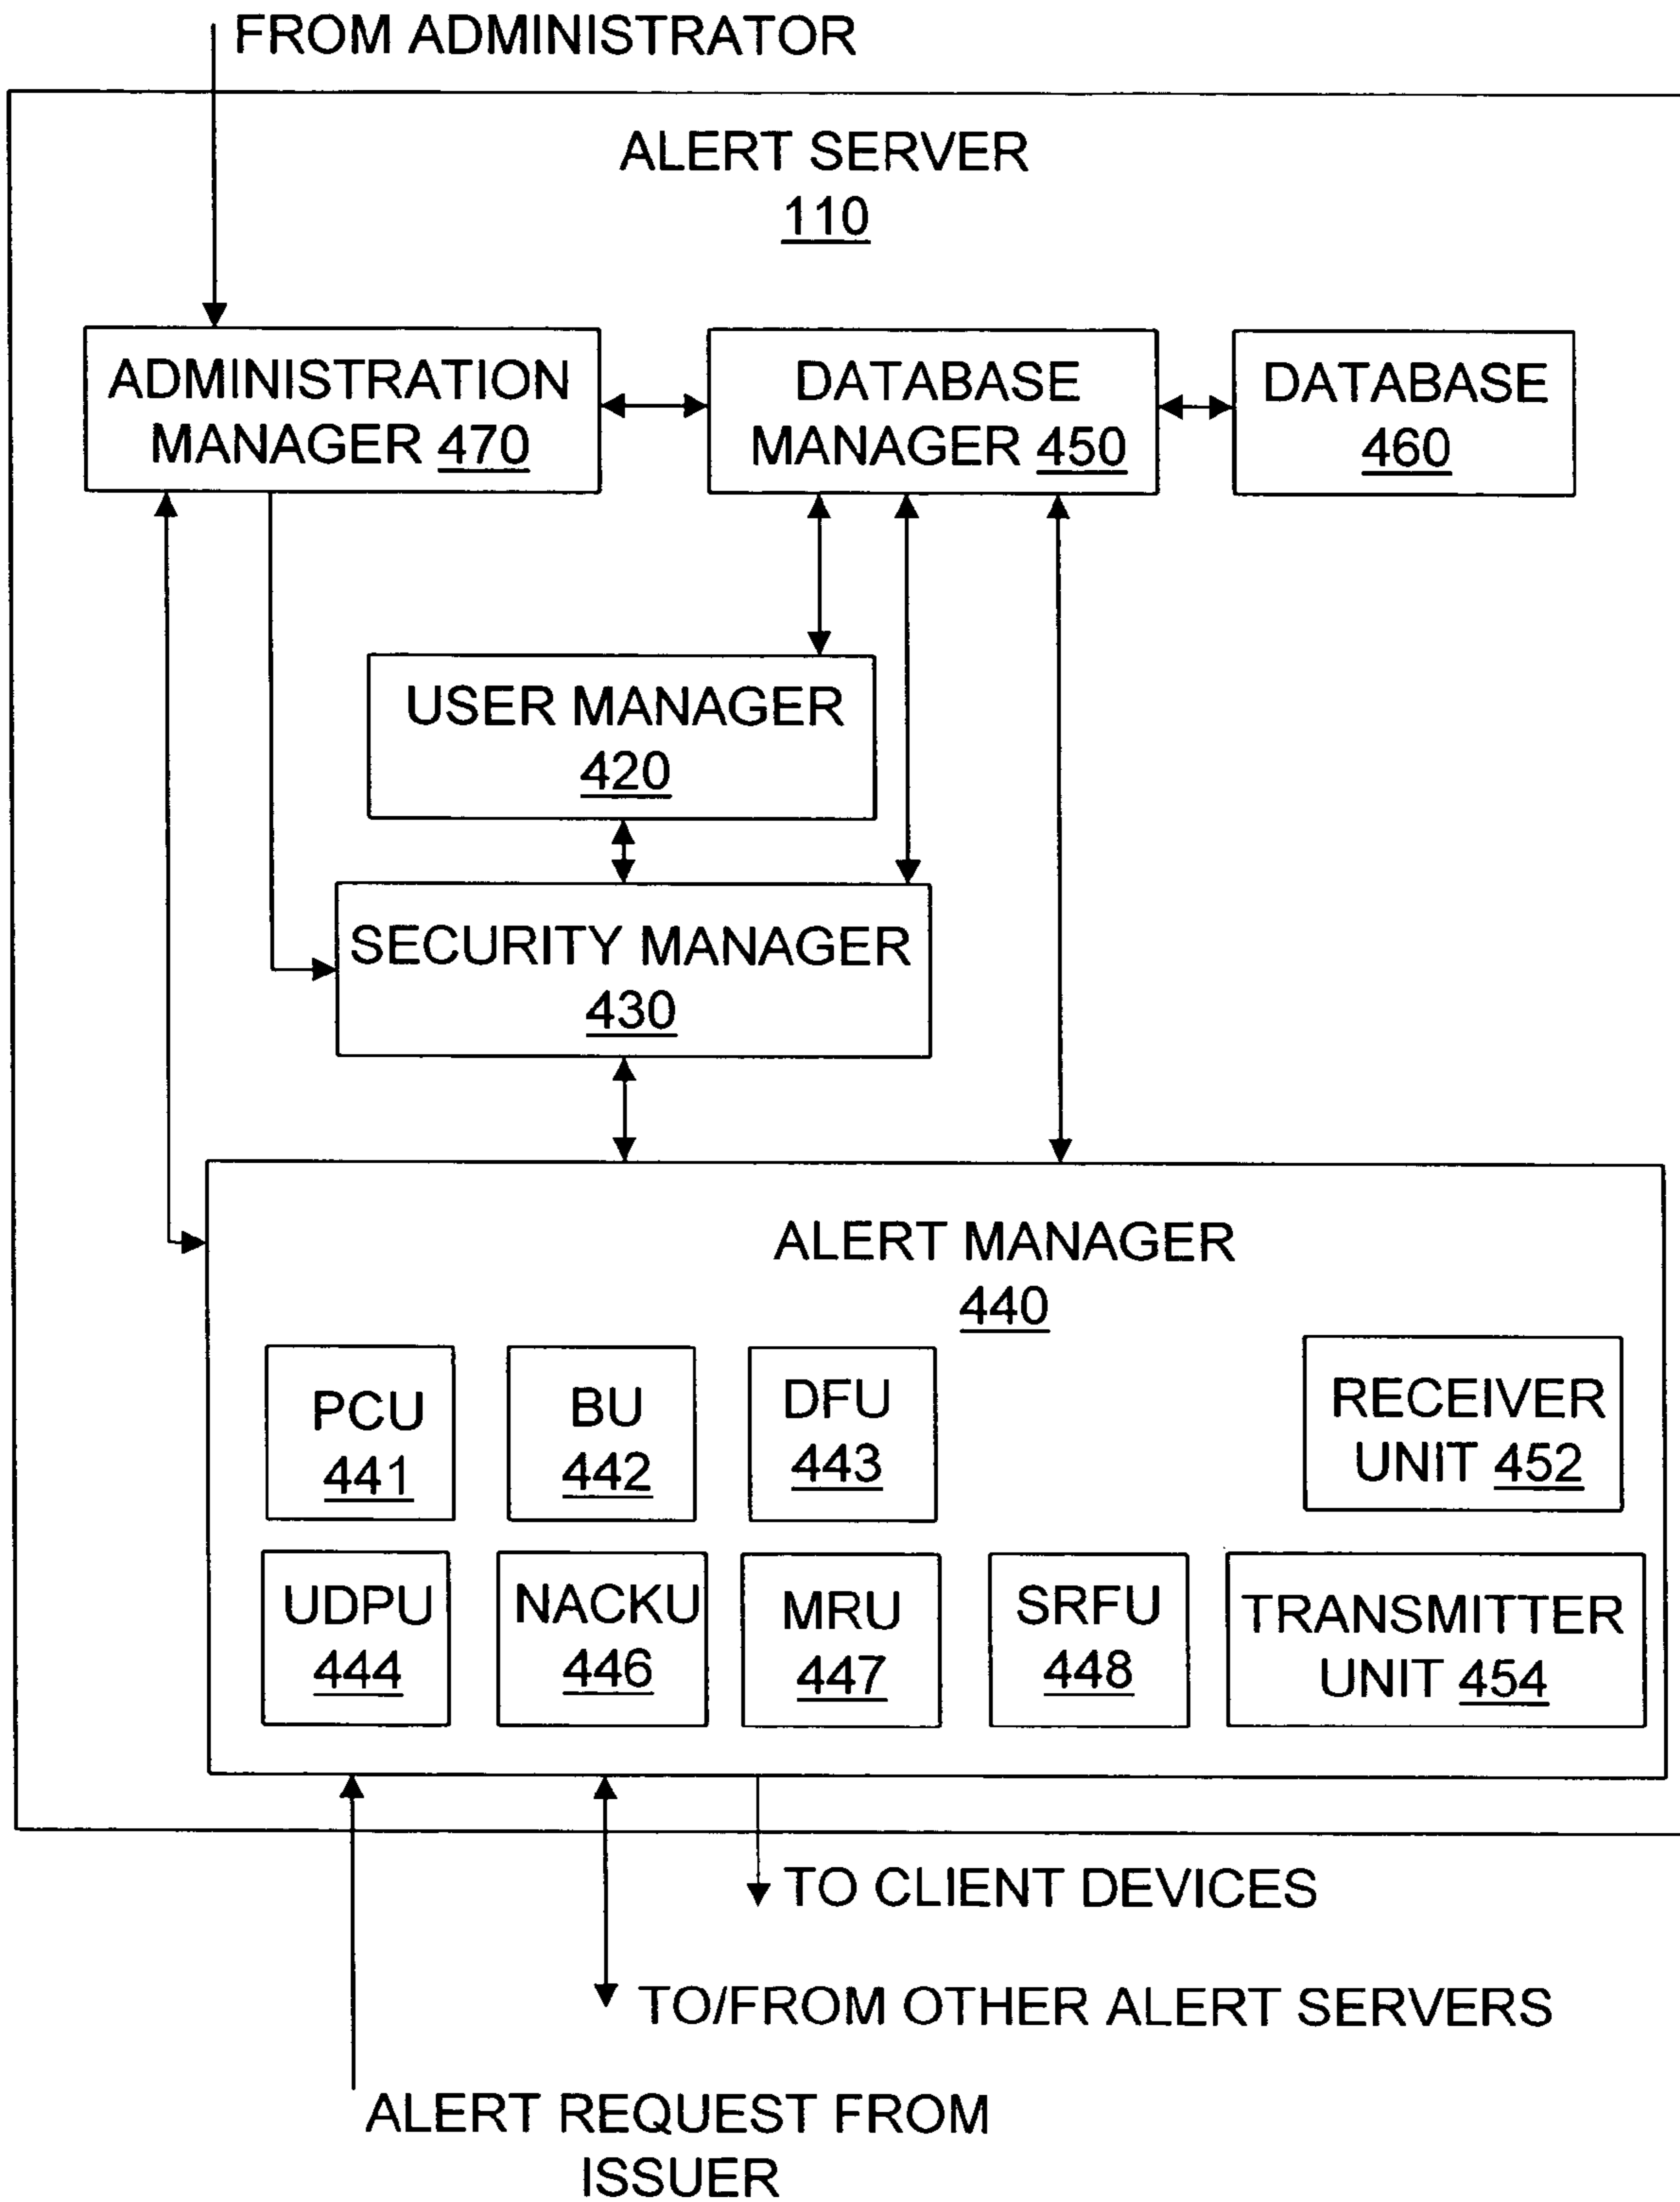 FROM ADMINISTRATOR
ALERT SERVER
110
ADMINISTRATION
MANAGER 470
DATABASE
MANAGER 450
DATABASE
460
USER MANAGER
420
SECURITY MANAGER
430
ALERT MANAGER
440
PCU
441
BU
442
DFU
443
RECEIVER
UNIT 452
UDPU
444
NACKU
446
MRU
447
SRFU
448
TRANSMITTER
UNIT 454
TO CLIENT DEVICES
TO/FROM OTHER ALERT SERVERS
ALERT REQUEST FROM
ISSUER